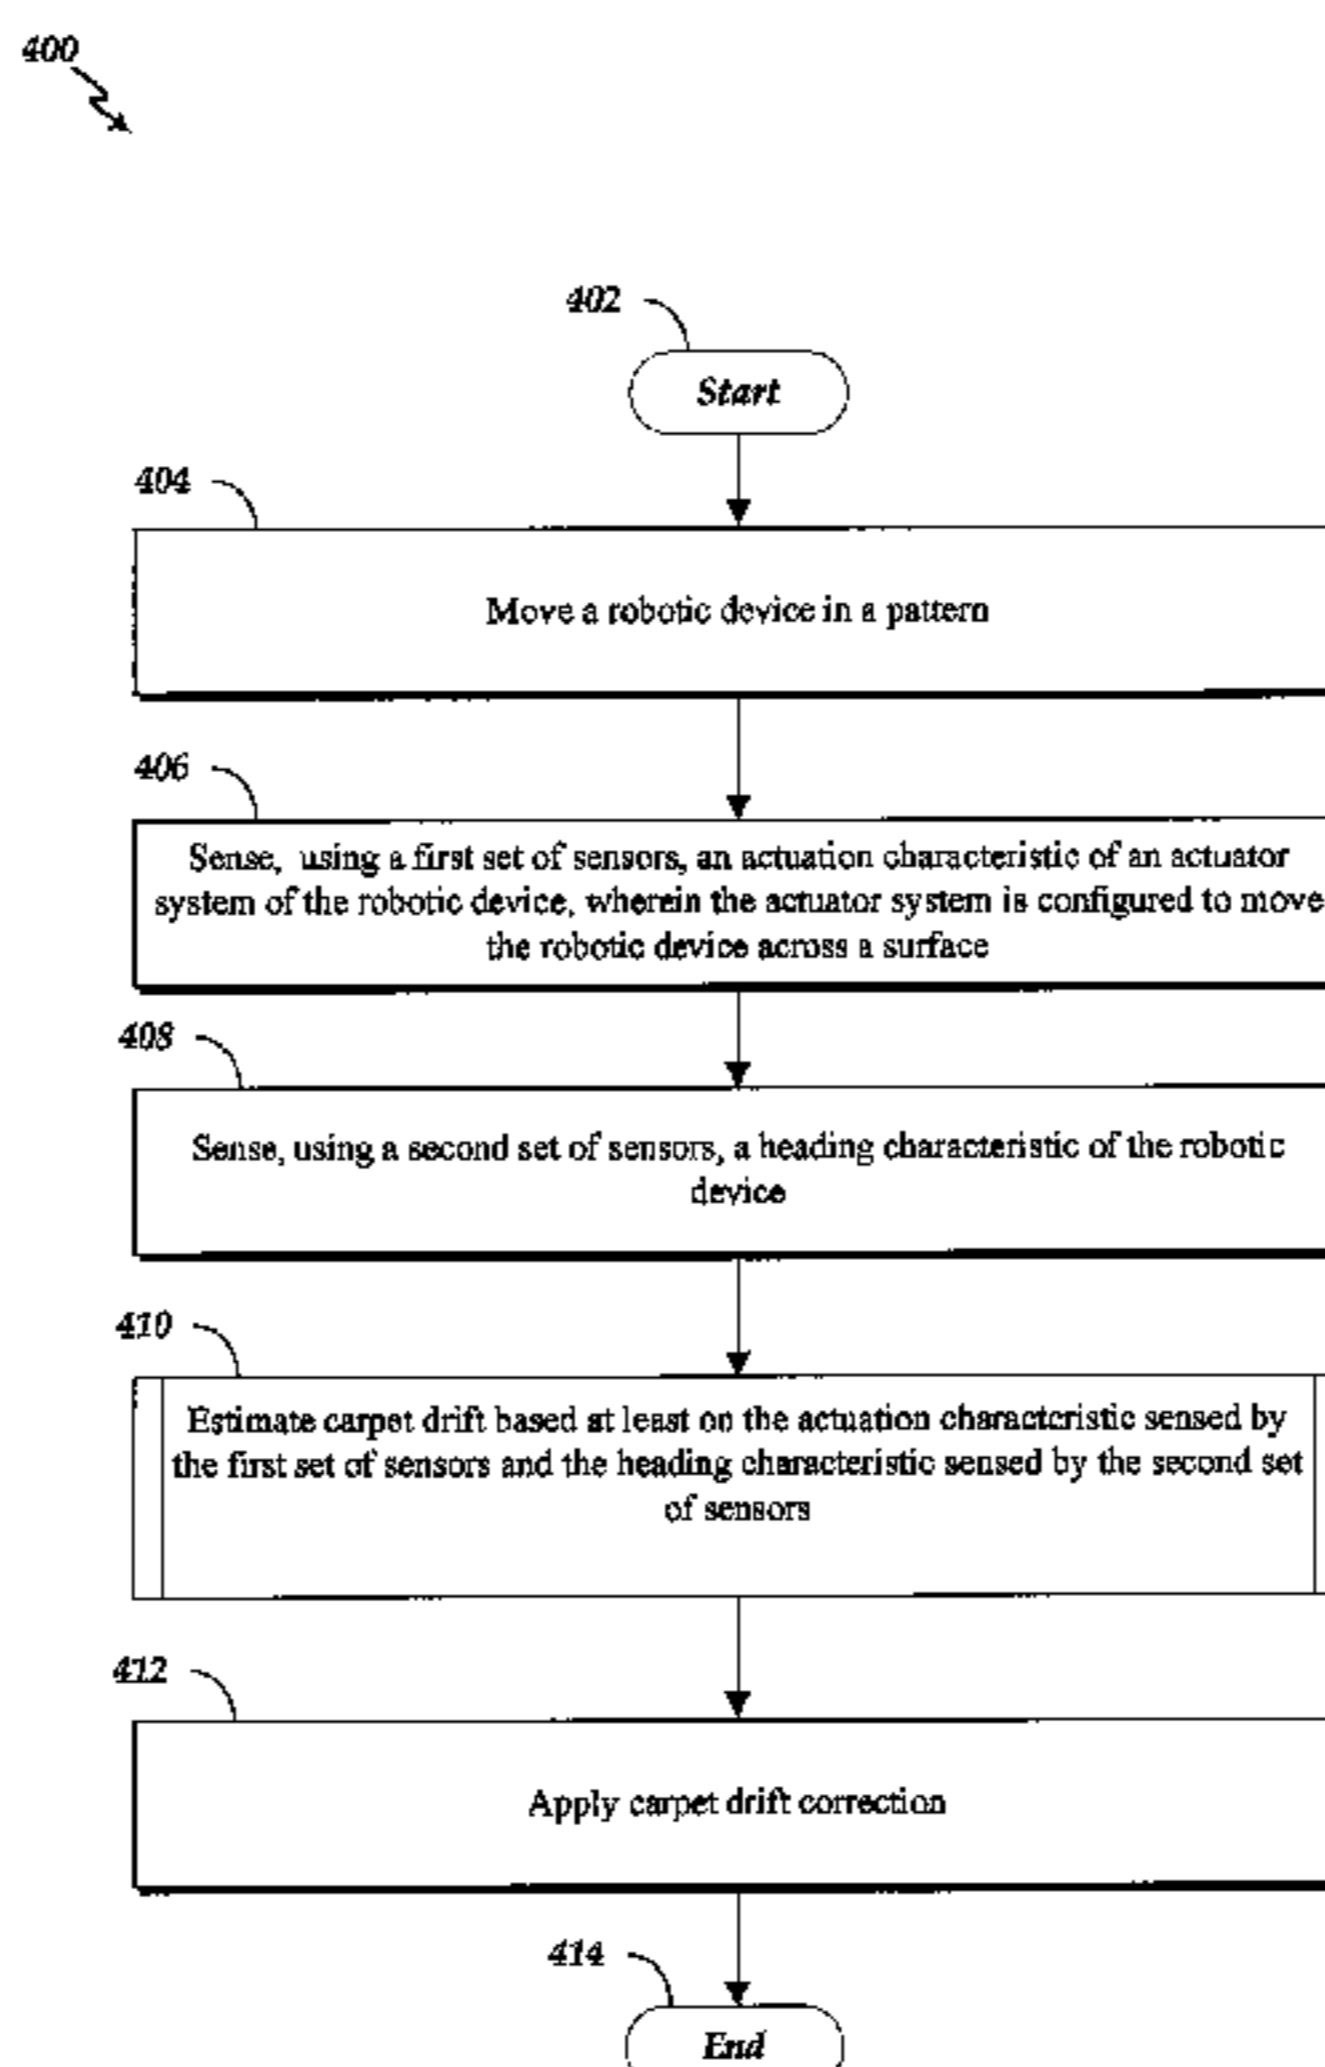 400
402
Start
404
Move a robotic device in a pattern
406
Sense, using a first set of sensors, an actuation characteristic of an actuator
system of the robotic device, wherein the actuator system is configured to move
the robotic device across a surface
408
Sense, using a second set of sensors, a heading characteristic of the robotic
device
410
Estimate carpet drift based at least on the actuation characteristic sensed by
the first set of sensors and the heading characteristic sensed by the second set
of sensors
412
Apply carpet drift correction
414
End